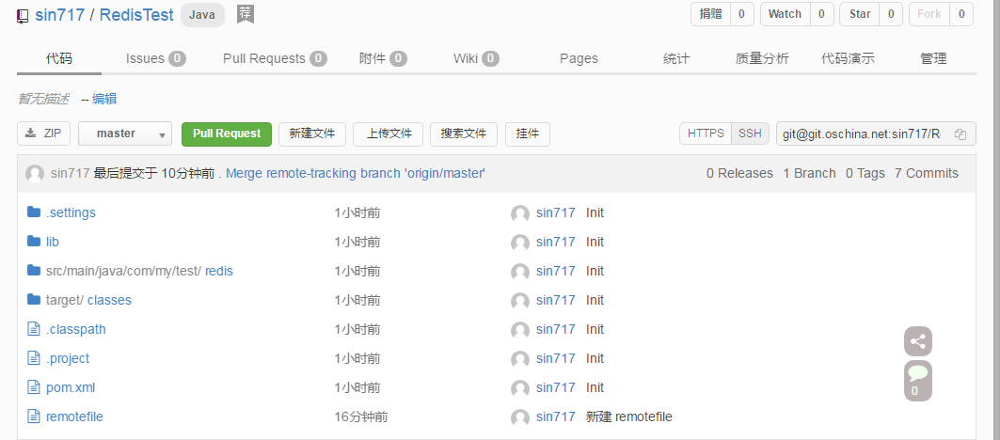 sin717 / RedisTest Java 荐 捐赠 0 Watch 0 Star 0 Fork 0
代码 Issues 0 Pull Requests 0 附件 0 Wiki 0 Pages 统计 质量分析 代码演示 管理
暂无描述 -- 编辑
ZIP master Pull Request 新建文件 上传文件 搜索文件 挂件 HTTPS SSH git@git.oschina.net:sin717/R
sin717 最后提交于 10分钟前 . Merge remote-tracking branch 'origin/master' 0 Releases 1 Branch 0 Tags 7 Commits
.settings 1小时前 sin717 Init
lib 1小时前 sin717 Init
src/main/java/com/my/test/ redis 1小时前 sin717 Init
target/ classes 1小时前 sin717 Init
.classpath 1小时前 sin717 Init
.project 1小时前 sin717 Init
pom.xml 1小时前 sin717 Init
0
remotefile 16分钟前 sin717 新建 remotefile